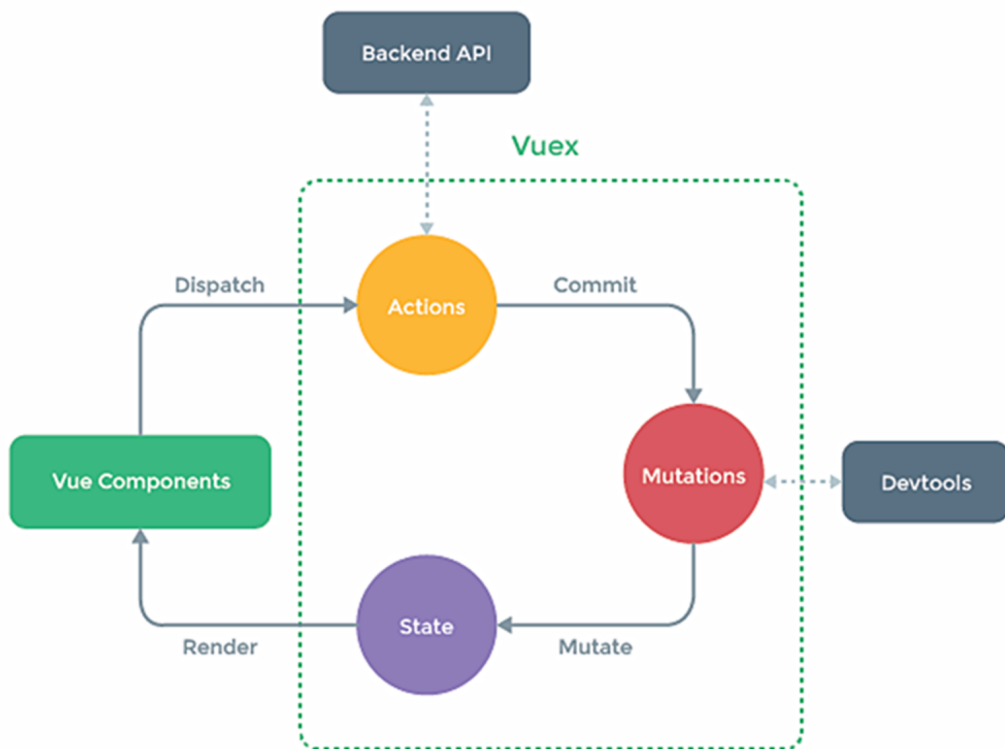 Backend API
Vuex
Dispatch
Actions
Commit
Vue Components
Mutations
Devtools
State
Render
Mutate